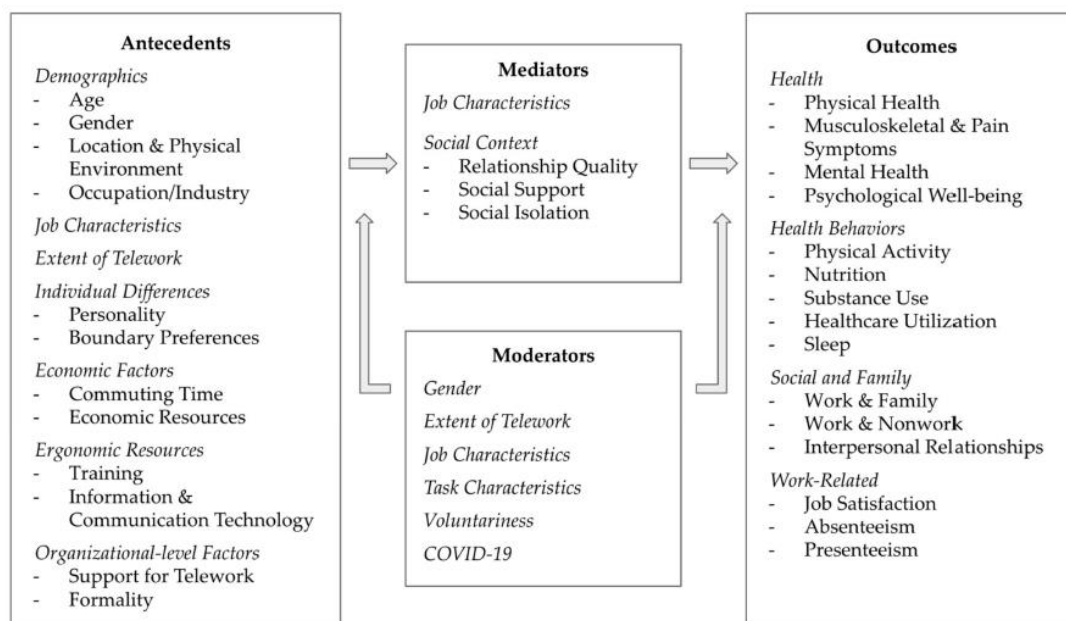 Antecedents
Demographics
- Age
- Gender
- Location & Physical
Environment
- Occupation/Industry
Job Characteristics
Extent of Telework
Individual Differences
- Personality
- Boundary Preferences
Economic Factors
- Commuting Time
- Economic Resources
Ergonomic Resources
- Training
- Information &
Communication Technology
Organizational-level Factors
- Support for Telework
- Formality
Mediators
Job Characteristics
Social Context
- Relationship Quality
- Social Support
- Social Isolation
Moderators
Gender
Extent of Telework
Job Characteristics
Task Characteristics
Voluntariness
COVID-19
Outcomes
Health
- Physical Health
- Musculoskeletal & Pain
Symptoms
- Mental Health
- Psychological Well-being
Health Behaviors
- Physical Activity
- Nutrition
- Substance Use
- Healthcare Utilization
- Sleep
Social and Family
- Work & Family
- Work & Nonwork
- Interpersonal Relationships
Work-Related
- Job Satisfaction
- Absenteeism
- Presenteeism